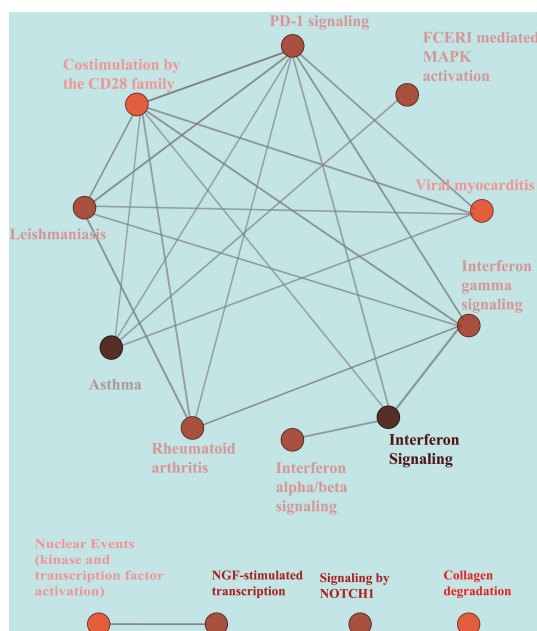 PD-1 signaling
FCERI mediated
MAPK
activation
Costimulation by
the CD28 family
Viral myocarditis
Leishmaniasis
Interferon
gamma
signaling
Asthma
Rheumatoid
arthritis
Interferon
alpha/beta
signaling
Interferon
Signaling
Nuclear Events
(kinase and
transcription factor
activation)
NGF-stimulated
transcription
Signaling by
NOTCH1
Collagen
degradation